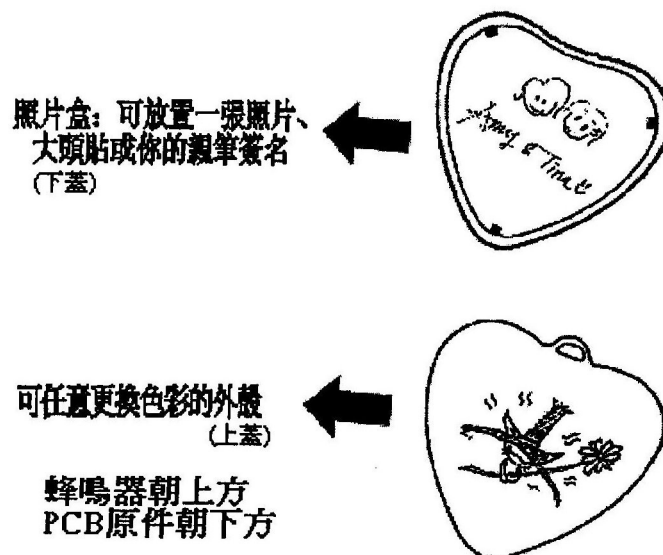 照片盒：可放置一張照片、
大頭貼或你的親筆簽名
(下蓋)
可任意更換色彩的外殼
(上蓋)
蜂鳴器朝上方
PCB原件朝下方